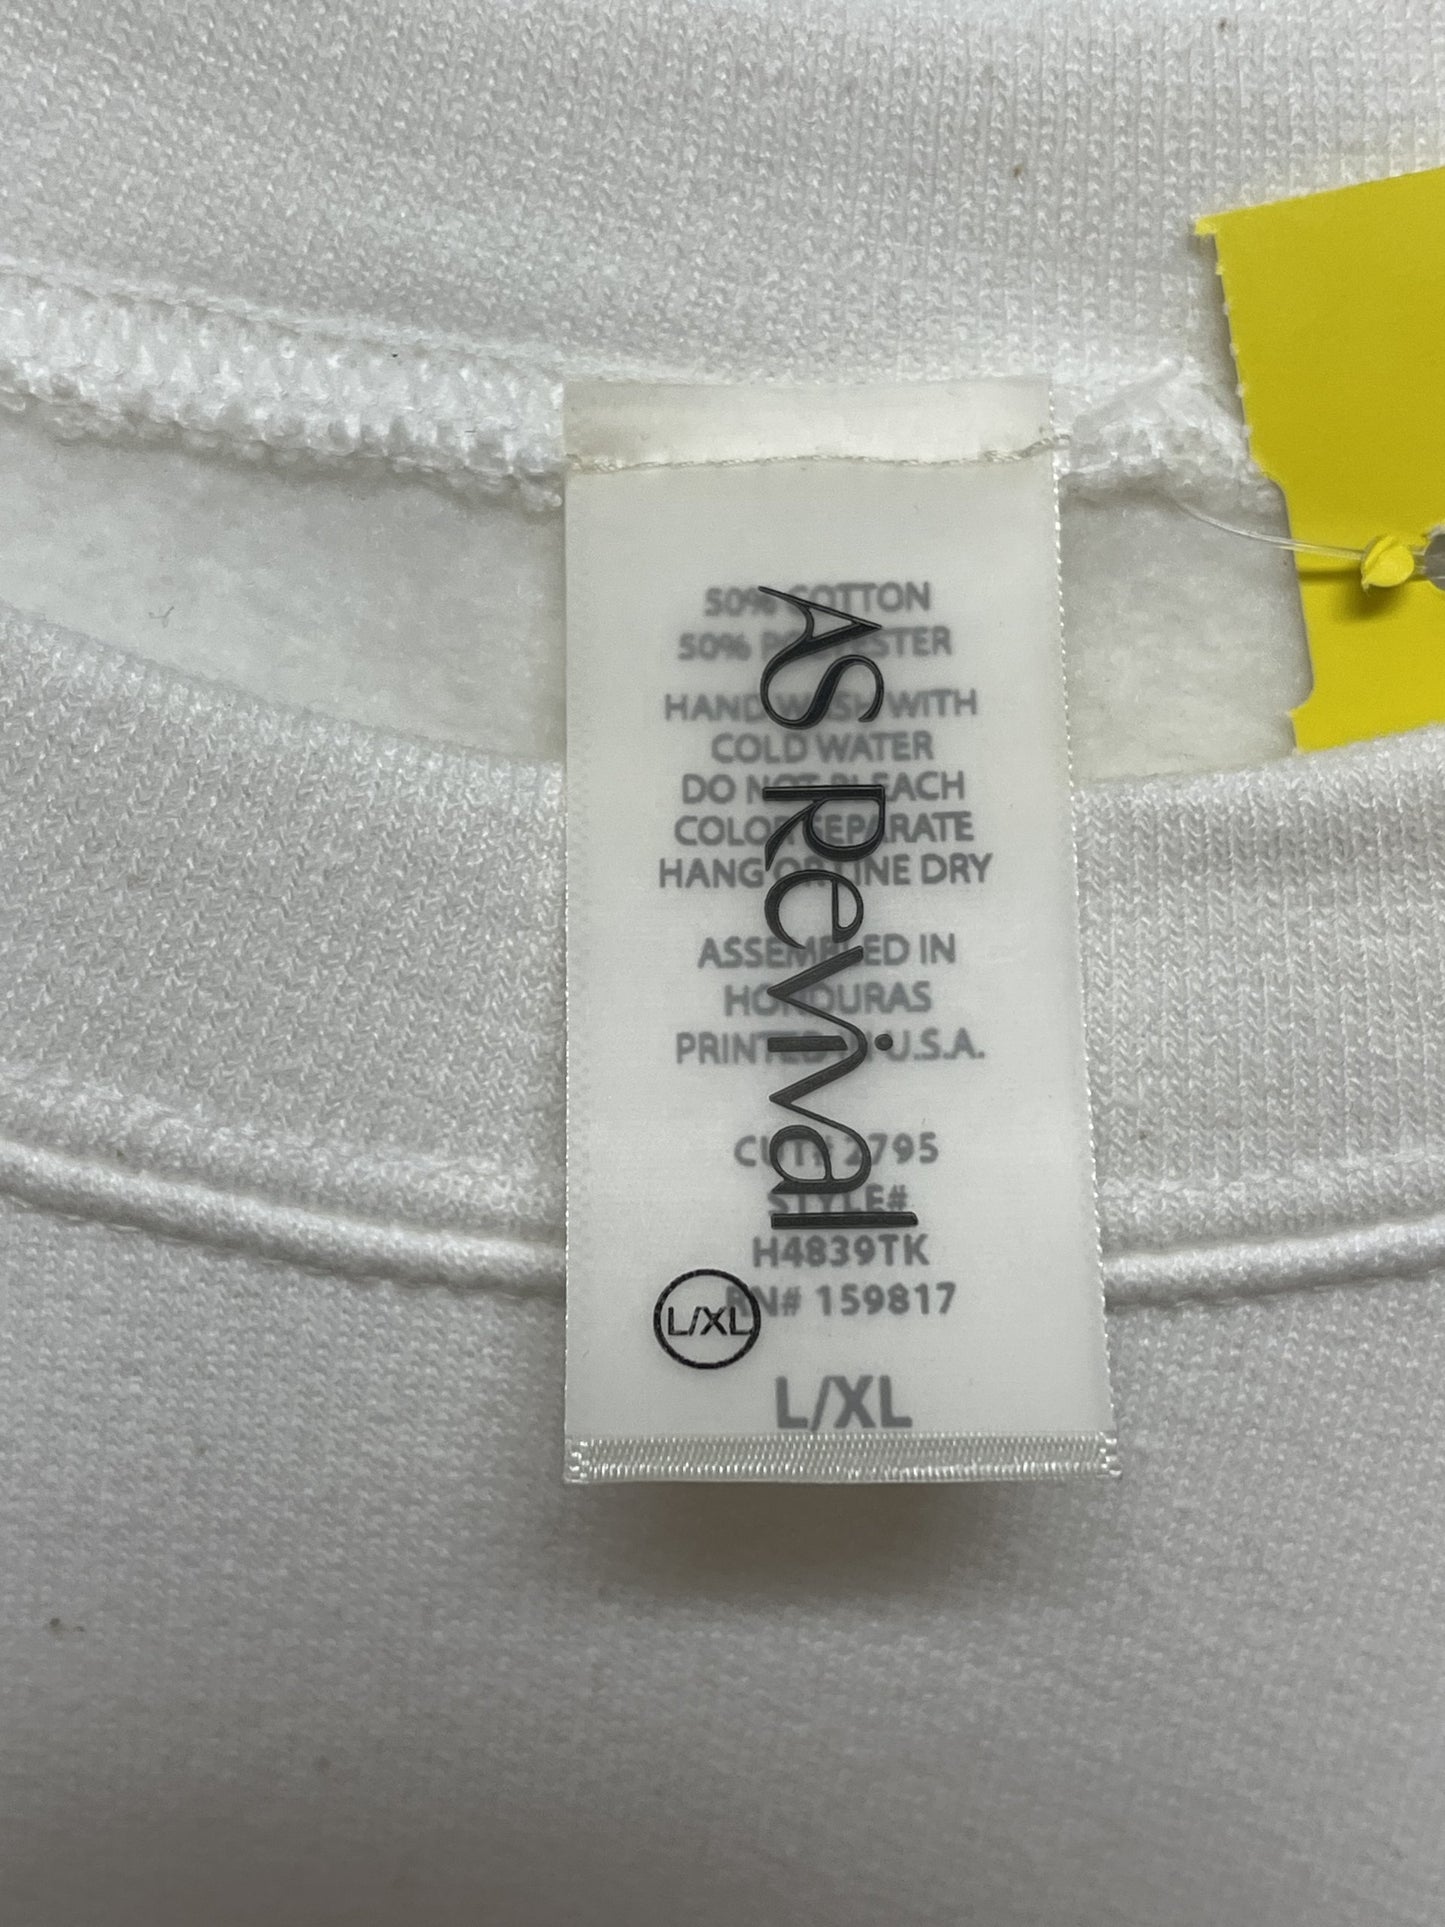 AS Revival
L/XL
50% COTTON
50% POLYESTER
HAND WASH WITH
COLD WATER
DO NOT BLEACH
COLOR SEPARATE
HANG OR LINE DRY
ASSEMBLED IN
HONDURAS
PRINTED IN U.S.A.
CUT# 2795
STYLE#
H4839TK
RN# 159817
L/XL